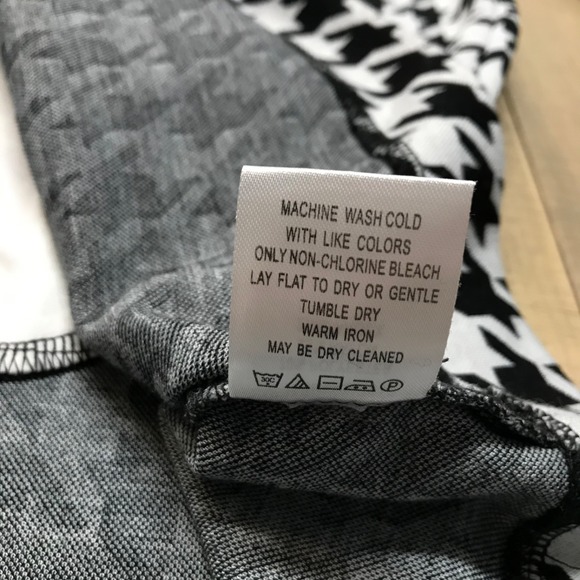 MACHINE WASH COLD
WITH LIKE COLORS
ONLY NON-CHLORINE BLEACH
LAY FLAT TO DRY OR GENTLE
TUMBLE DRY
WARM IRON
MAY BE DRY CLEANED
30C P